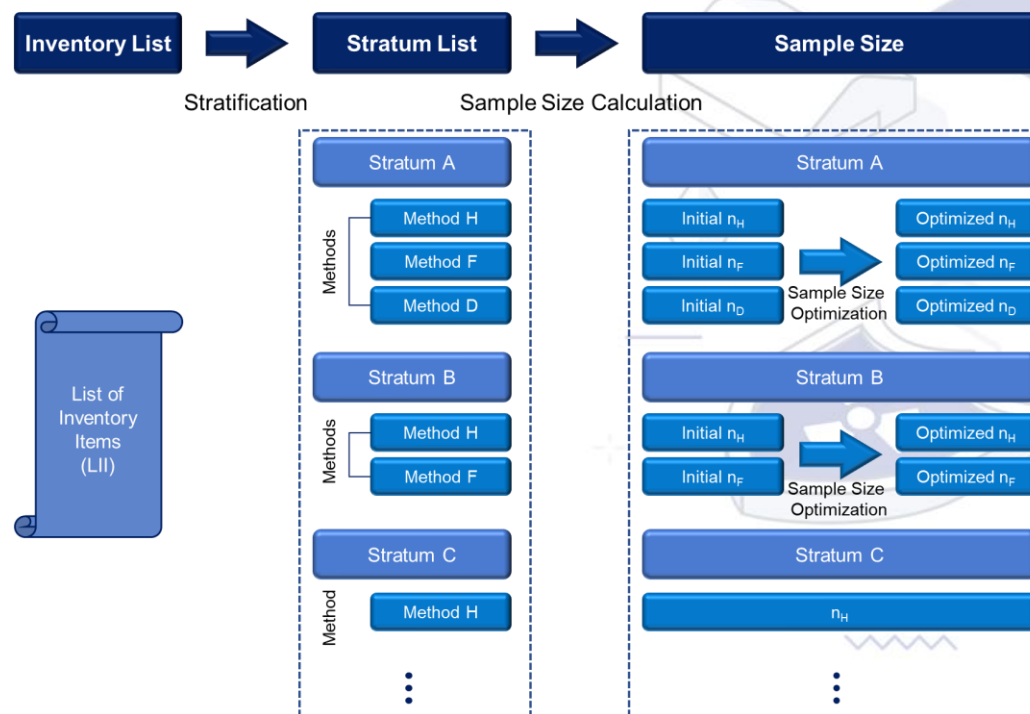 Inventory List
Stratum List
Sample Size
Stratification
Sample Size Calculation
List of
Inventory
Items
(LII)
Stratum A
Methods
Method H
Method F
Method D
Stratum B
Methods
Method H
Method F
Stratum C
Method
Method H
Stratum A
Initial nH
Initial nF
Initial nD
Sample Size
Optimization
Optimized nH
Optimized nF
Optimized nD
Stratum B
Initial nH
Initial nF
Sample Size
Optimization
Optimized nH
Optimized nF
Stratum C
nH